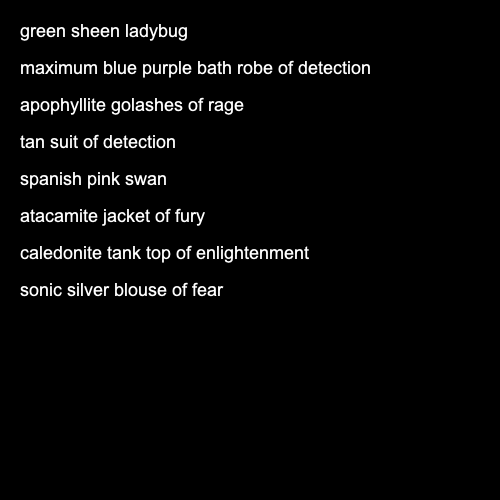 green sheen ladybug
maximum blue purple bath robe of detection
apophyllite golashes of rage
tan suit of detection
spanish pink swan
atacamite jacket of fury
caledonite tank top of enlightenment
sonic silver blouse of fear